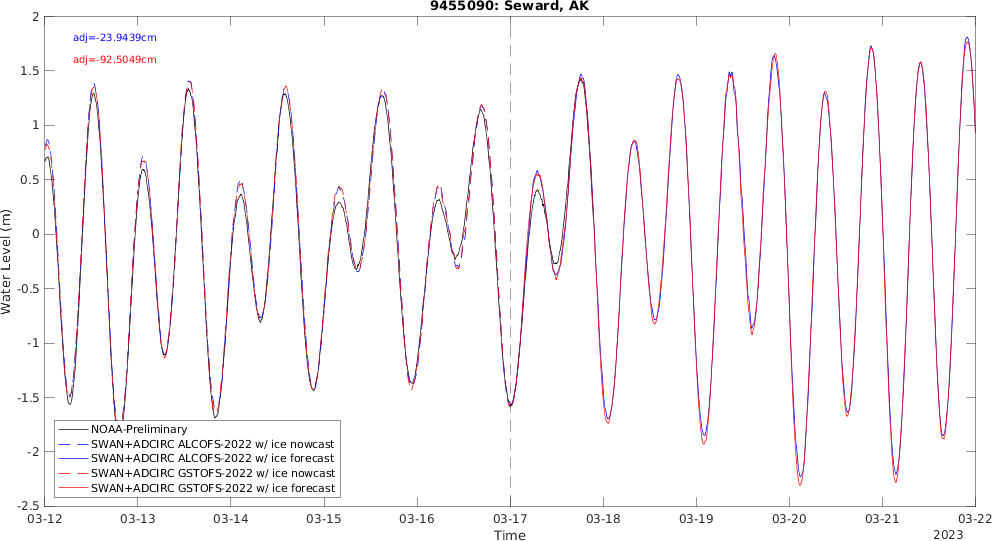 9455090: Seward, AK
adj=-23.9439cm
adj=-92.5049cm
Water Level (m)
2
1.5
1
0.5
0
-0.5
-1
-1.5
-2
-2.5
NOAA-Preliminary
SWAN+ADCIRC ALCOFS-2022 w/ ice nowcast
SWAN+ADCIRC ALCOFS-2022 w/ ice forecast
SWAN+ADCIRC GSTOFS-2022 w/ ice nowcast
SWAN+ADCIRC GSTOFS-2022 w/ ice forecast
03-12 03-13 03-14 03-15 03-16 03-17 03-18 03-19 03-20 03-21 03-22
Time
2023